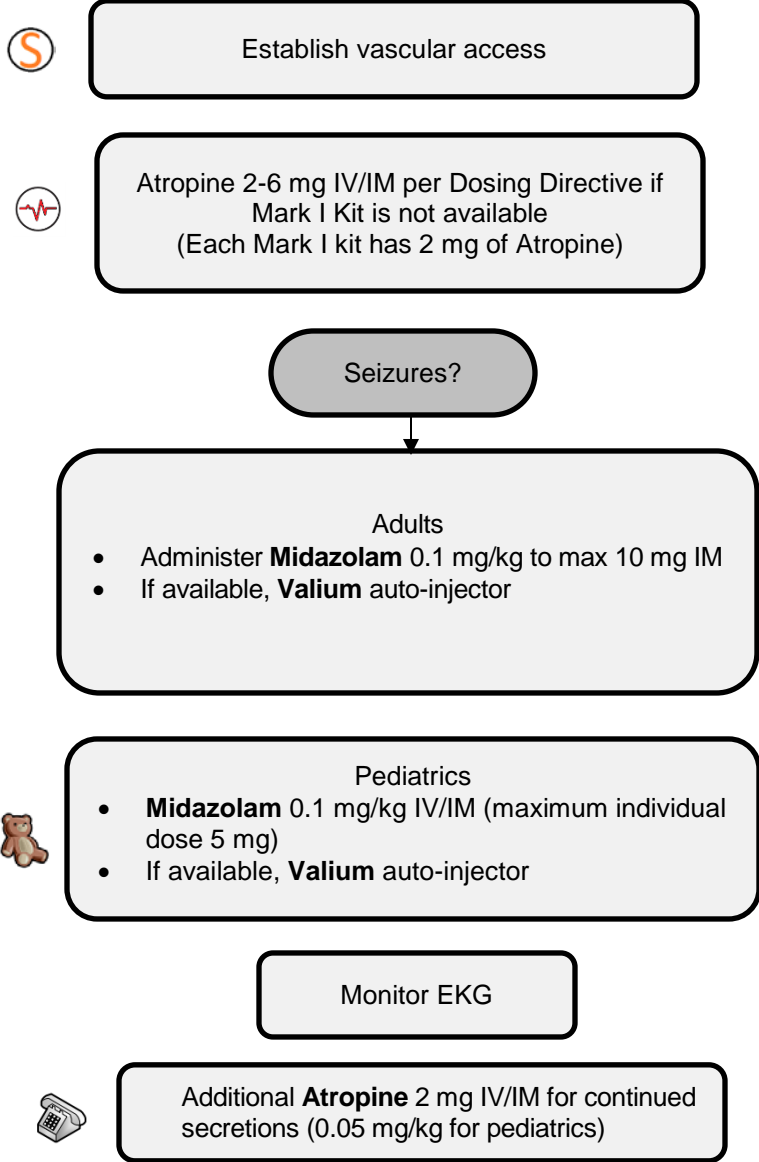 S
Establish vascular access
Atropine 2-6 mg IV/IM per Dosing Directive if
Mark I Kit is not available
(Each Mark I kit has 2 mg of Atropine)
Seizures?
Adults
• Administer Midazolam 0.1 mg/kg to max 10 mg IM
• If available, Valium auto-injector
Pediatrics
• Midazolam 0.1 mg/kg IV/IM (maximum individual
dose 5 mg)
• If available, Valium auto-injector
Monitor EKG
Additional Atropine 2 mg IV/IM for continued
secretions (0.05 mg/kg for pediatrics)